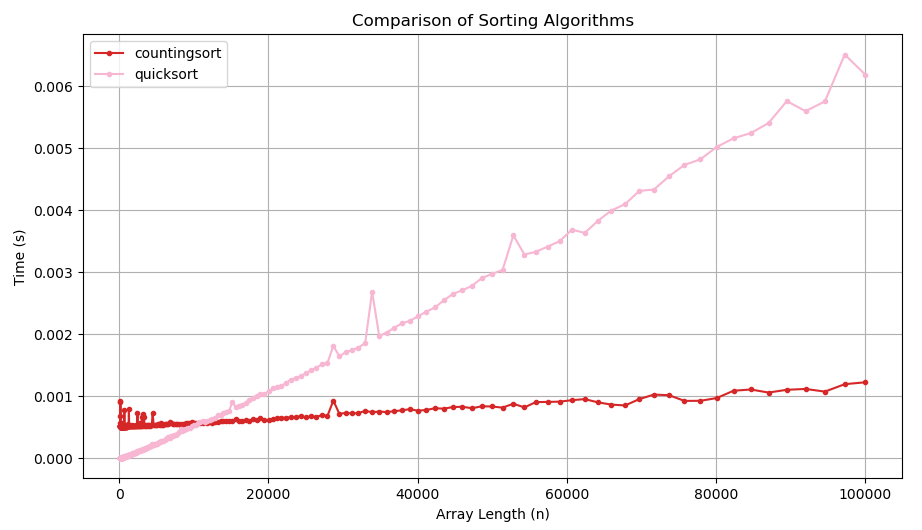 Comparison of Sorting Algorithms
countingsort
quicksort
0.006
0.005
0.004
0.003
0.002
0.001
0.000
Time (s)
0 20000 40000 60000 80000 100000
Array Length (n)